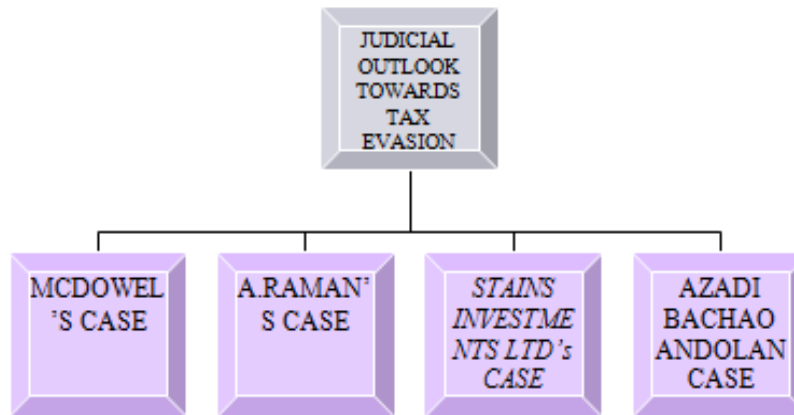 JUDICIAL
OUTLOOK
TOWARDS
TAX
EVASION
MCDOWEL
’S CASE
A.RAMAN’
S CASE
STAINS
INVESTME
NTS LTD’s
CASE
AZADI
BACHAO
ANDOLAN
CASE